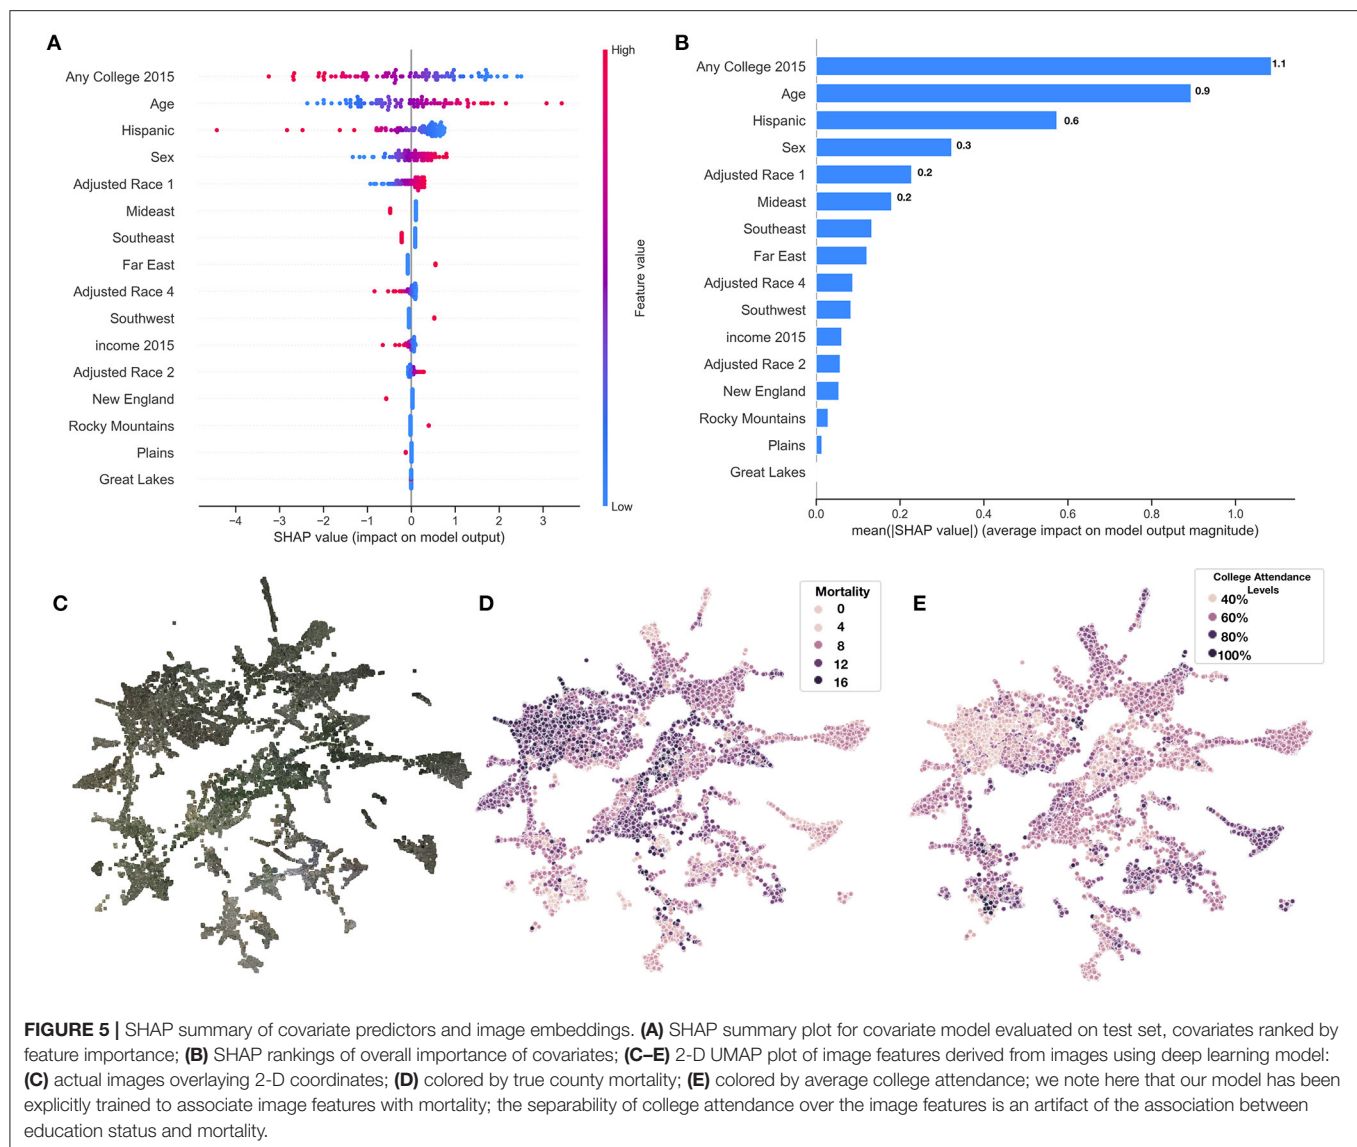 A
Any College 2015
Age
Hispanic
Sex
Adjusted Race 1
Mideast
Southeast
Far East
Adjusted Race 4
Southwest
income 2015
Adjusted Race 2
New England
Rocky Mountains
Plains
Great Lakes
−4 −3 −2 −1 0 1 2 3
SHAP value (impact on model output)
High
Feature value
Low
B
Any College 2015 1.1
Age 0.9
Hispanic 0.6
Sex 0.3
Adjusted Race 1 0.2
Mideast 0.2
Southeast
Far East
Adjusted Race 4
Southwest
income 2015
Adjusted Race 2
New England
Rocky Mountains
Plains
Great Lakes
0.0 0.2 0.4 0.6 0.8 1.0
mean(|SHAP value|) (average impact on model output magnitude)
C
D
Mortality
0
4
8
12
16
E
College Attendance
Levels
40%
60%
80%
100%
FIGURE 5 | SHAP summary of covariate predictors and image embeddings. (A) SHAP summary plot for covariate model evaluated on test set, covariates ranked by
feature importance; (B) SHAP rankings of overall importance of covariates; (C–E) 2-D UMAP plot of image features derived from images using deep learning model:
(C) actual images overlaying 2-D coordinates; (D) colored by true county mortality; (E) colored by average college attendance; we note here that our model has been
explicitly trained to associate image features with mortality; the separability of college attendance over the image features is an artifact of the association between
education status and mortality.